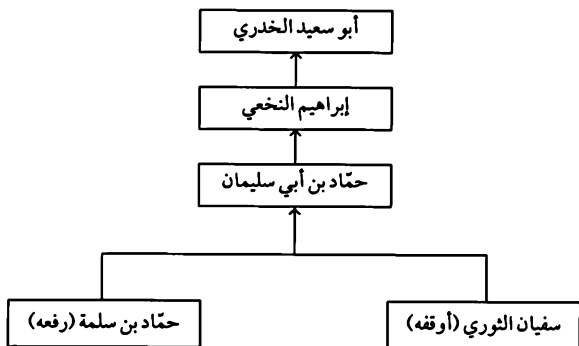 أبو سعيد الخدري
إبراهيم النخعي
حمّاد بن أبي سليمان
سفيان الثوري (أوقفه)
حمّاد بن سلمة (رفعه)